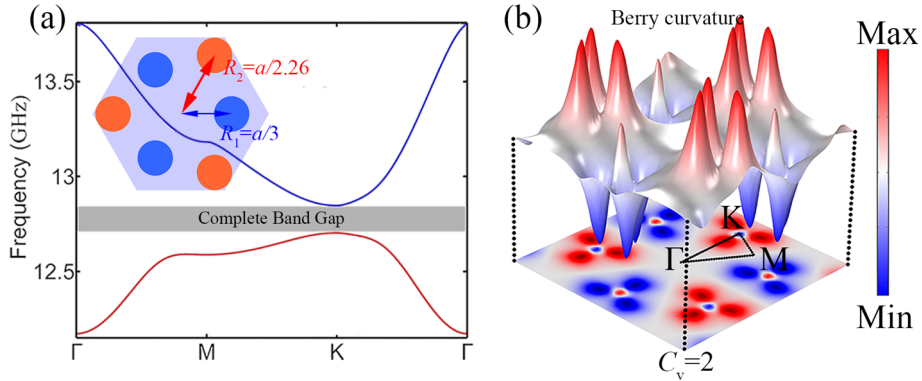 (a)
Frequency (GHz)
13.5
13
12.5
R₂=a/2.26
R₁=a/3
Complete Band Gap
Γ
M
K
Γ
(b)
Berry curvature
Max
Min
K
Γ
M
Cᵥ=2